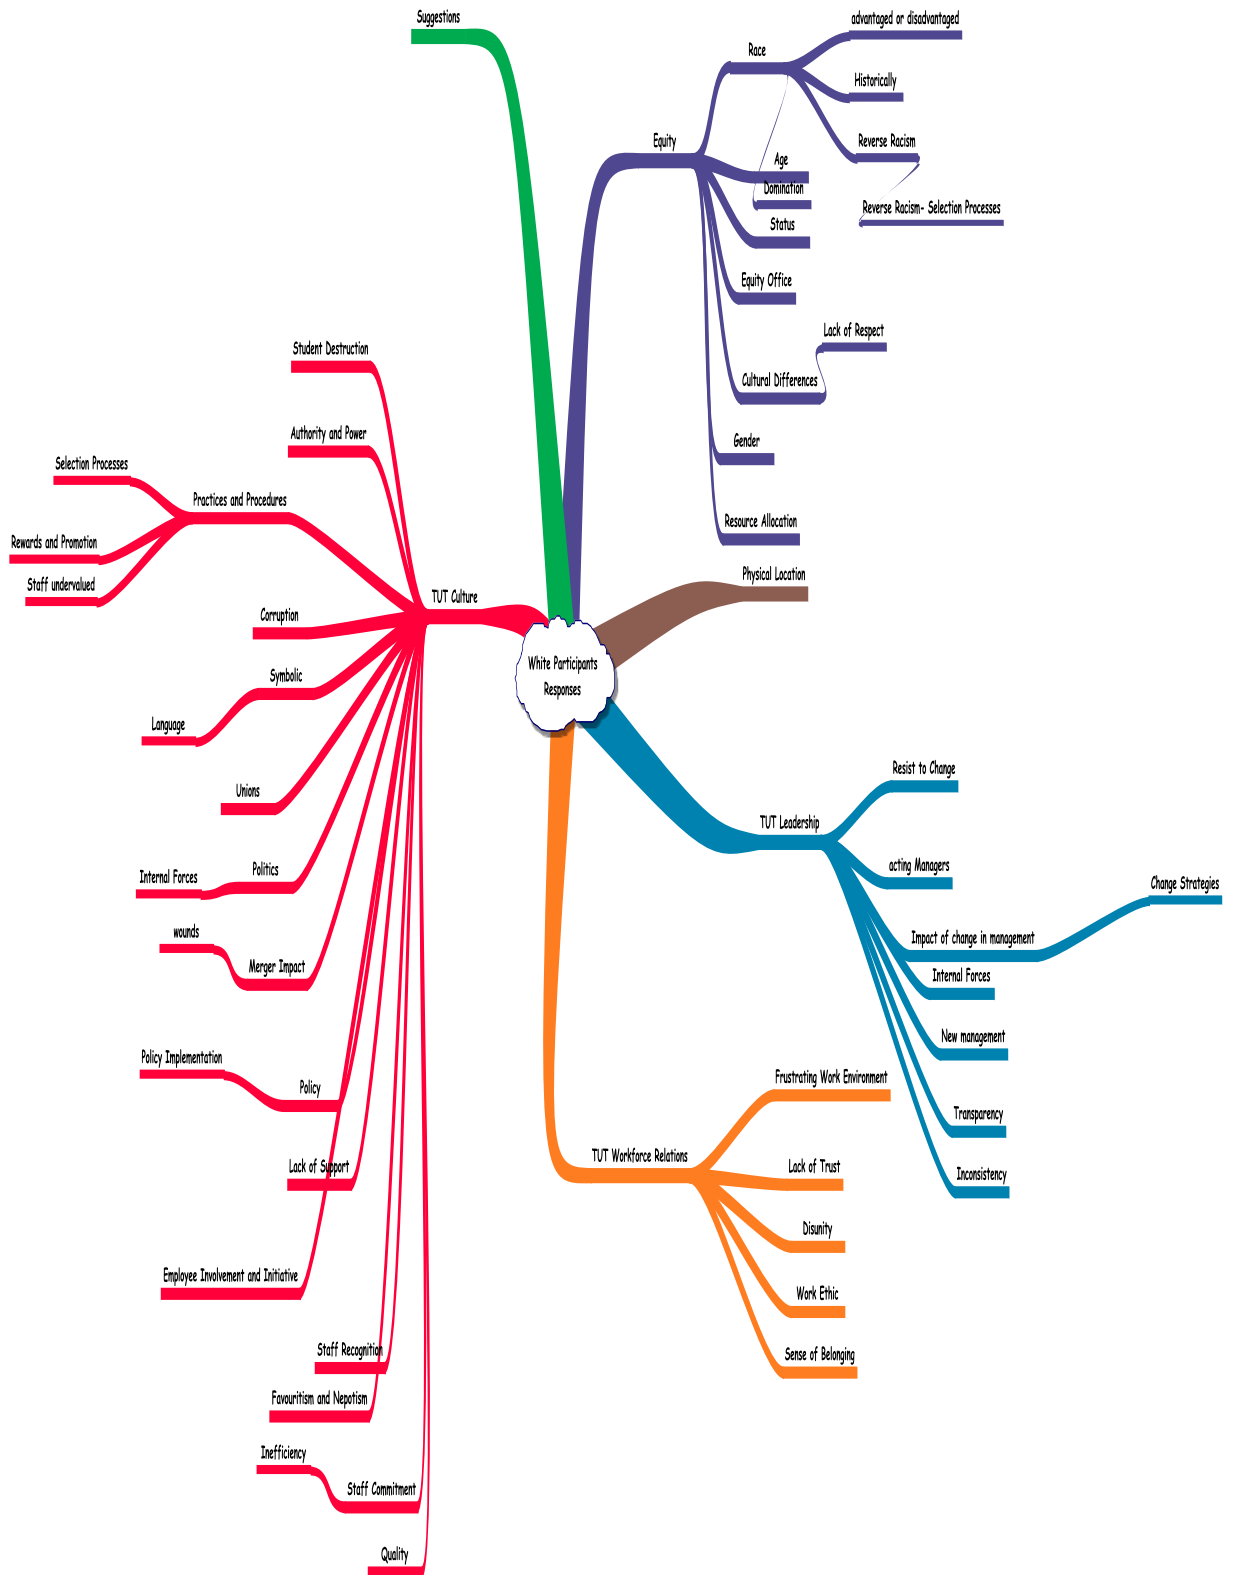 Suggestions
advantaged or disadvantaged
Race
Historically
Equity
Reverse Racism
Age
Domination
Reverse Racism- Selection Processes
Status
Equity Office
Lack of Respect
Cultural Differences
Gender
Resource Allocation
Physical Location
White Participants
Responses
Student Destruction
Authority and Power
Selection Processes
Practices and Procedures
Rewards and Promotion
Staff undervalued
TUT Culture
Corruption
Symbolic
Language
Unions
Politics
Internal Forces
wounds
Merger Impact
Policy Implementation
Policy
Lack of Support
Employee Involvement and Initiative
Staff Recognition
Favouritism and Nepotism
Inefficiency
Staff Commitment
Quality
Resist to Change
TUT Leadership
acting Managers
Change Strategies
Impact of change in management
Internal Forces
New management
Transparency
Inconsistency
Frustrating Work Environment
TUT Workforce Relations
Lack of Trust
Disunity
Work Ethic
Sense of Belonging